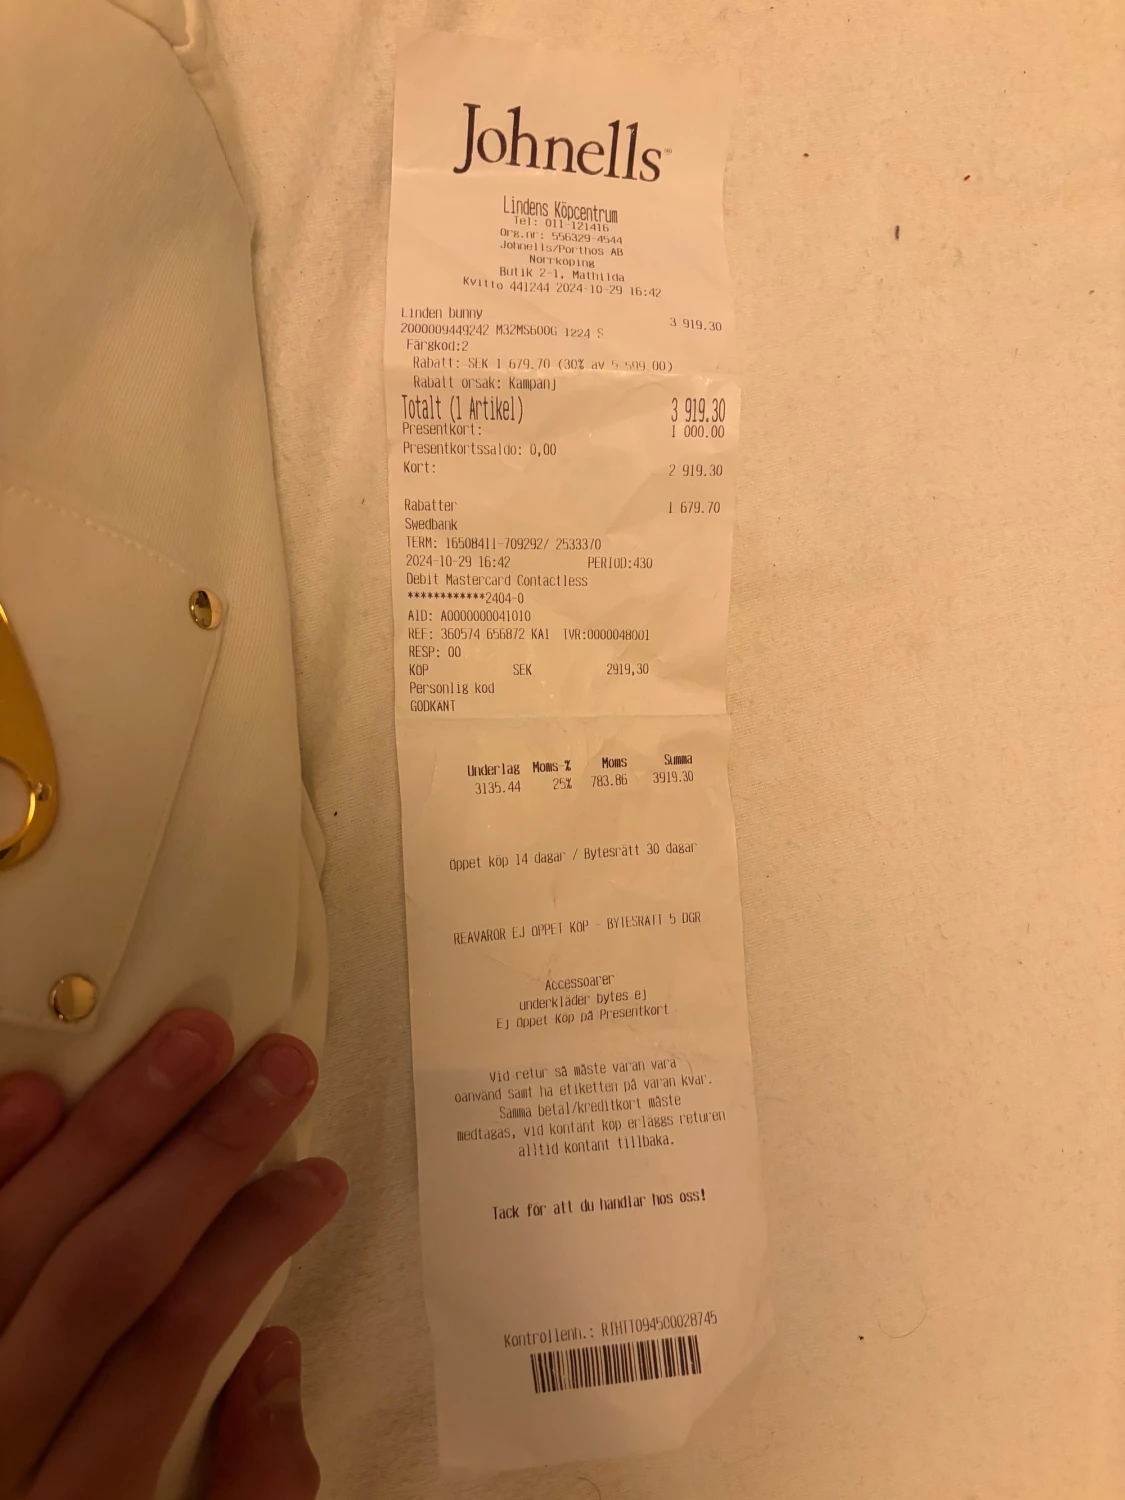 Johnells
Lindens Köpcentrum
Tel: 011-121416
Org.nr: 556329-4544
Johnells/Porthos AB
Norrköping
Butik 2-1, Mathilda
Kvitto 441244 2024-10-29 16:42
Linden bunny 3 919.30
2000009449242 M32MS600G 1224 S
Färgkod:2
Rabatt: SEK 1 679.70 (30% av 5 599.00)
Rabatt orsak: Kampanj
Totalt (1 Artikel) 3 919.30
Presentkort: 1 000.00
Presentkortssaldo: 0,00
Kort: 2 919.30
Rabatter 1 679.70
Swedbank
TERM: 16508411-709292/ 2533370
2024-10-29 16:42 PERIOD:430
Debit Mastercard Contactless
************2404-0
AID: A0000000041010
REF: 360574 656872 KA1 TVR:0000048001
RESP: 00
KÖP SEK 2919,30
Personlig kod
GODKÄNT
Underlag Moms-% Moms Summa
3135.44 25% 783.86 3919.30
Öppet köp 14 dagar / Bytesrätt 30 dagar
REAVAROR EJ ÖPPET KÖP - BYTESRÄTT 5 DGR
Accessoarer
underkläder bytes ej
Ej Öppet Köp på Presentkort
Vid retur så måste varan vara
oanvänd samt ha etiketten på varan kvar.
Samma betal/kreditkort måste
medtagas, vid kontant köp erläggs returen
alltid kontant tillbaka.
Tack för att du handlar hos oss!
Kontrollenh.: RTHIT094500028745